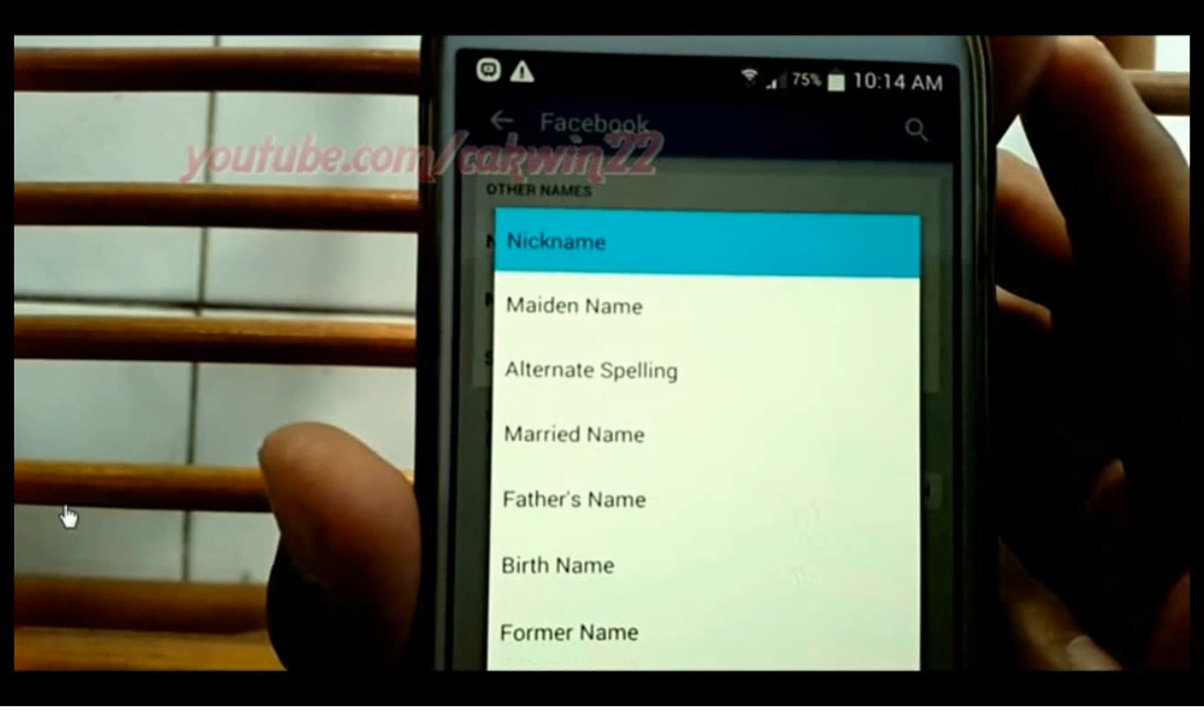 75% 10:14 AM
Facebook
youtube.com/cakwin22
OTHER NAMES
Nickname
Maiden Name
Alternate Spelling
Married Name
Father's Name
Birth Name
Former Name